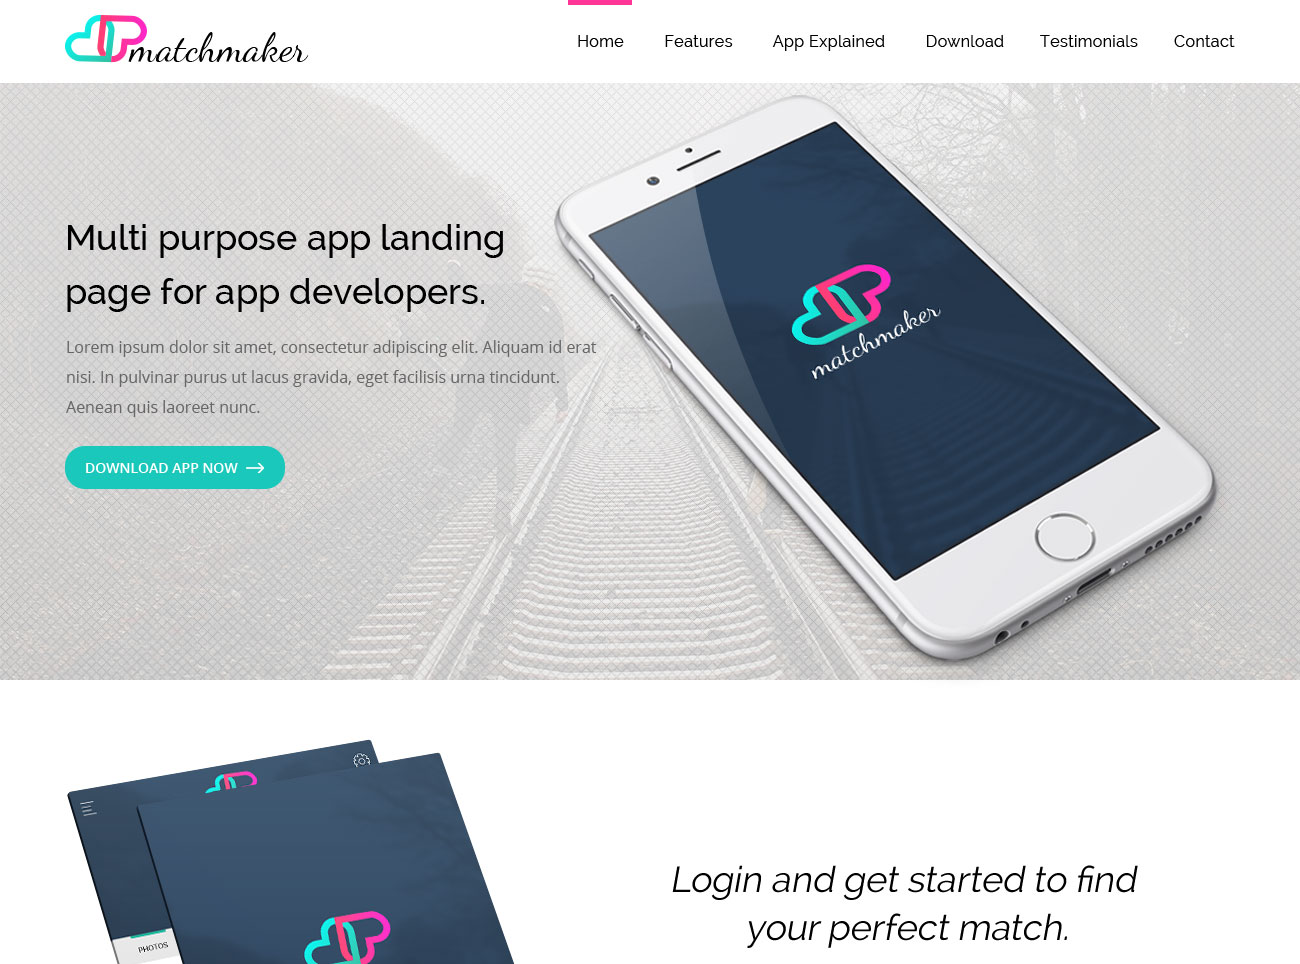 matchmaker
Home Features App Explained Download Testimonials Contact
Multi purpose app landing
page for app developers.
Lorem ipsum dolor sit amet, consectetur adipiscing elit. Aliquam id erat
nisi. In pulvinar purus ut lacus gravida, eget facilisis urna tincidunt.
Aenean quis laoreet nunc.
DOWNLOAD APP NOW
matchmaker
Login and get started to find
your perfect match.
PHOTOS